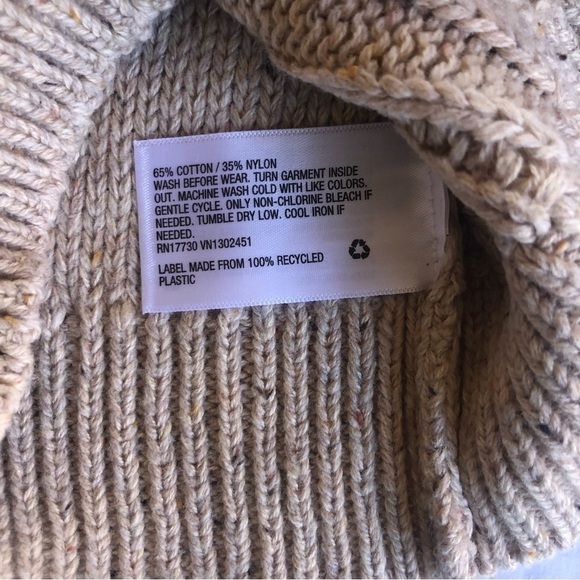 65% COTTON / 35% NYLON
WASH BEFORE WEAR. TURN GARMENT INSIDE
OUT. MACHINE WASH COLD WITH LIKE COLORS.
GENTLE CYCLE. ONLY NON-CHLORINE BLEACH IF
NEEDED. TUMBLE DRY LOW. COOL IRON IF
NEEDED.
RN17730 VN1302451
LABEL MADE FROM 100% RECYCLED
PLASTIC